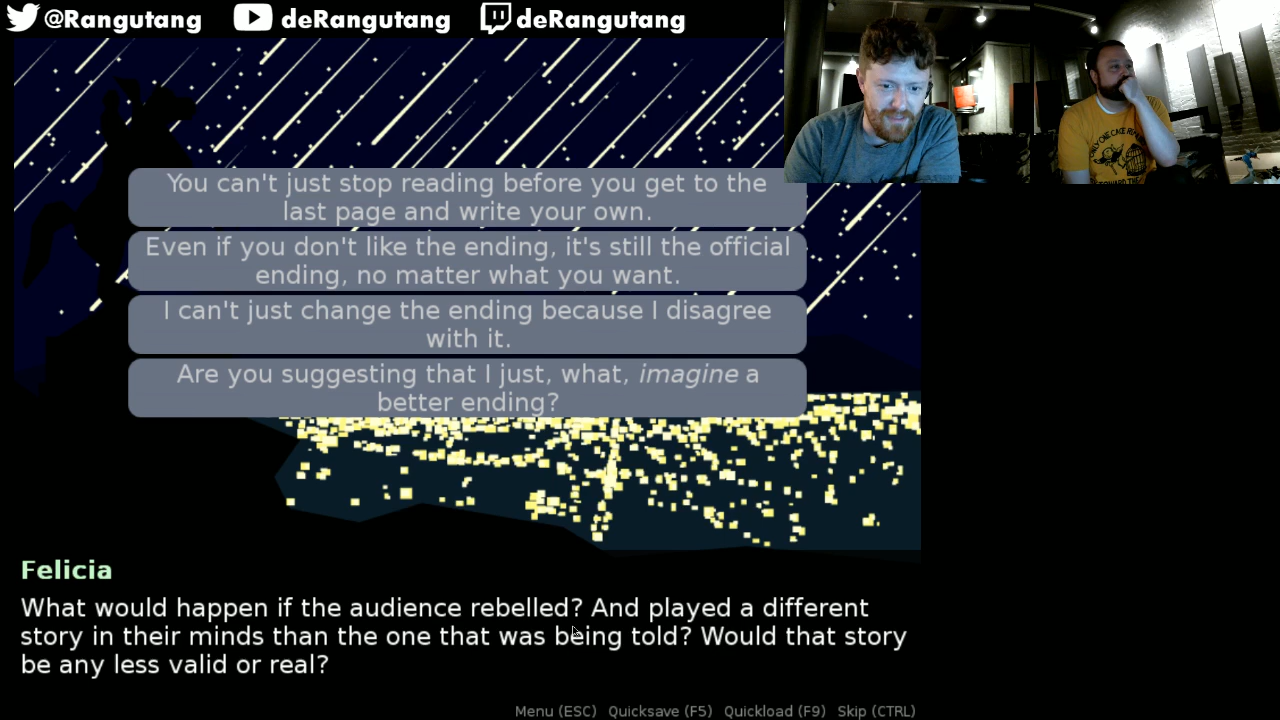 @Rangutang deRangutang deRangutang
You can't just stop reading before you get to the
last page and write your own.
Even if you don't like the ending, it's still the official
ending, no matter what you want.
I can't just change the ending because I disagree
with it.
Are you suggesting that I just, what, imagine a
better ending?
Felicia
What would happen if the audience rebelled? And played a different
story in their minds than the one that was being told? Would that story
be any less valid or real?
Menu (ESC) Quicksave (F5) Quickload (F9) Skip (CTRL)